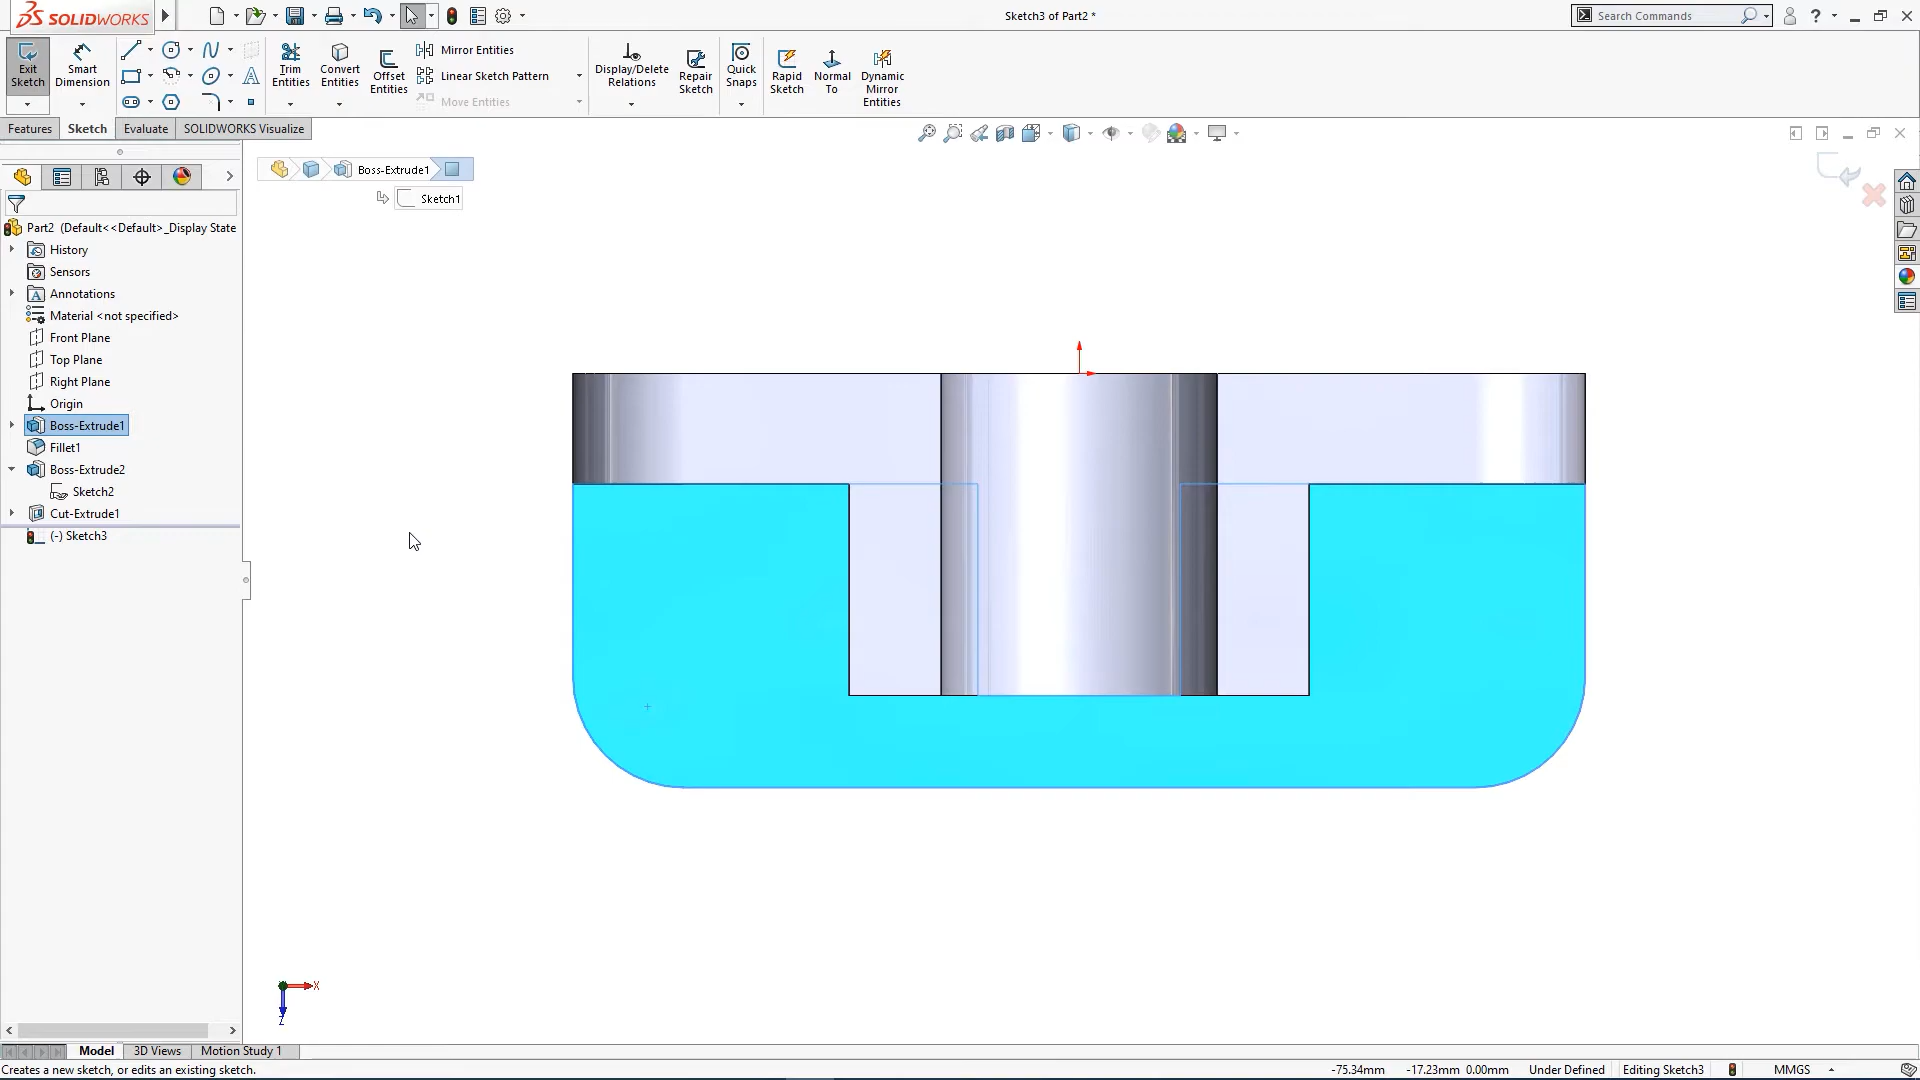 SOLIDWORKS
Sketch3 of Part2 *
Search Commands
Exit
Sketch
Smart
Dimension
Trim
Entities
Convert
Entities
Offset
Entities
Mirror Entities
Linear Sketch Pattern
Move Entities
Display/Delete
Relations
Repair
Sketch
Quick
Snaps
Rapid
Sketch
Normal
To
Dynamic
Mirror
Entities
Features
Sketch
Evaluate
SOLIDWORKS Visualize
Boss-Extrude1
Sketch1
Part2 (Default<<Default>_Display State
History
Sensors
Annotations
Material <not specified>
Front Plane
Top Plane
Right Plane
Origin
Boss-Extrude1
Fillet1
Boss-Extrude2
Sketch2
Cut-Extrude1
(-) Sketch3
X
Z
Model
3D Views
Motion Study 1
Creates a new sketch, or edits an existing sketch.
-75.34mm
-17.23mm
0.00mm
Under Defined
Editing Sketch3
MMGS